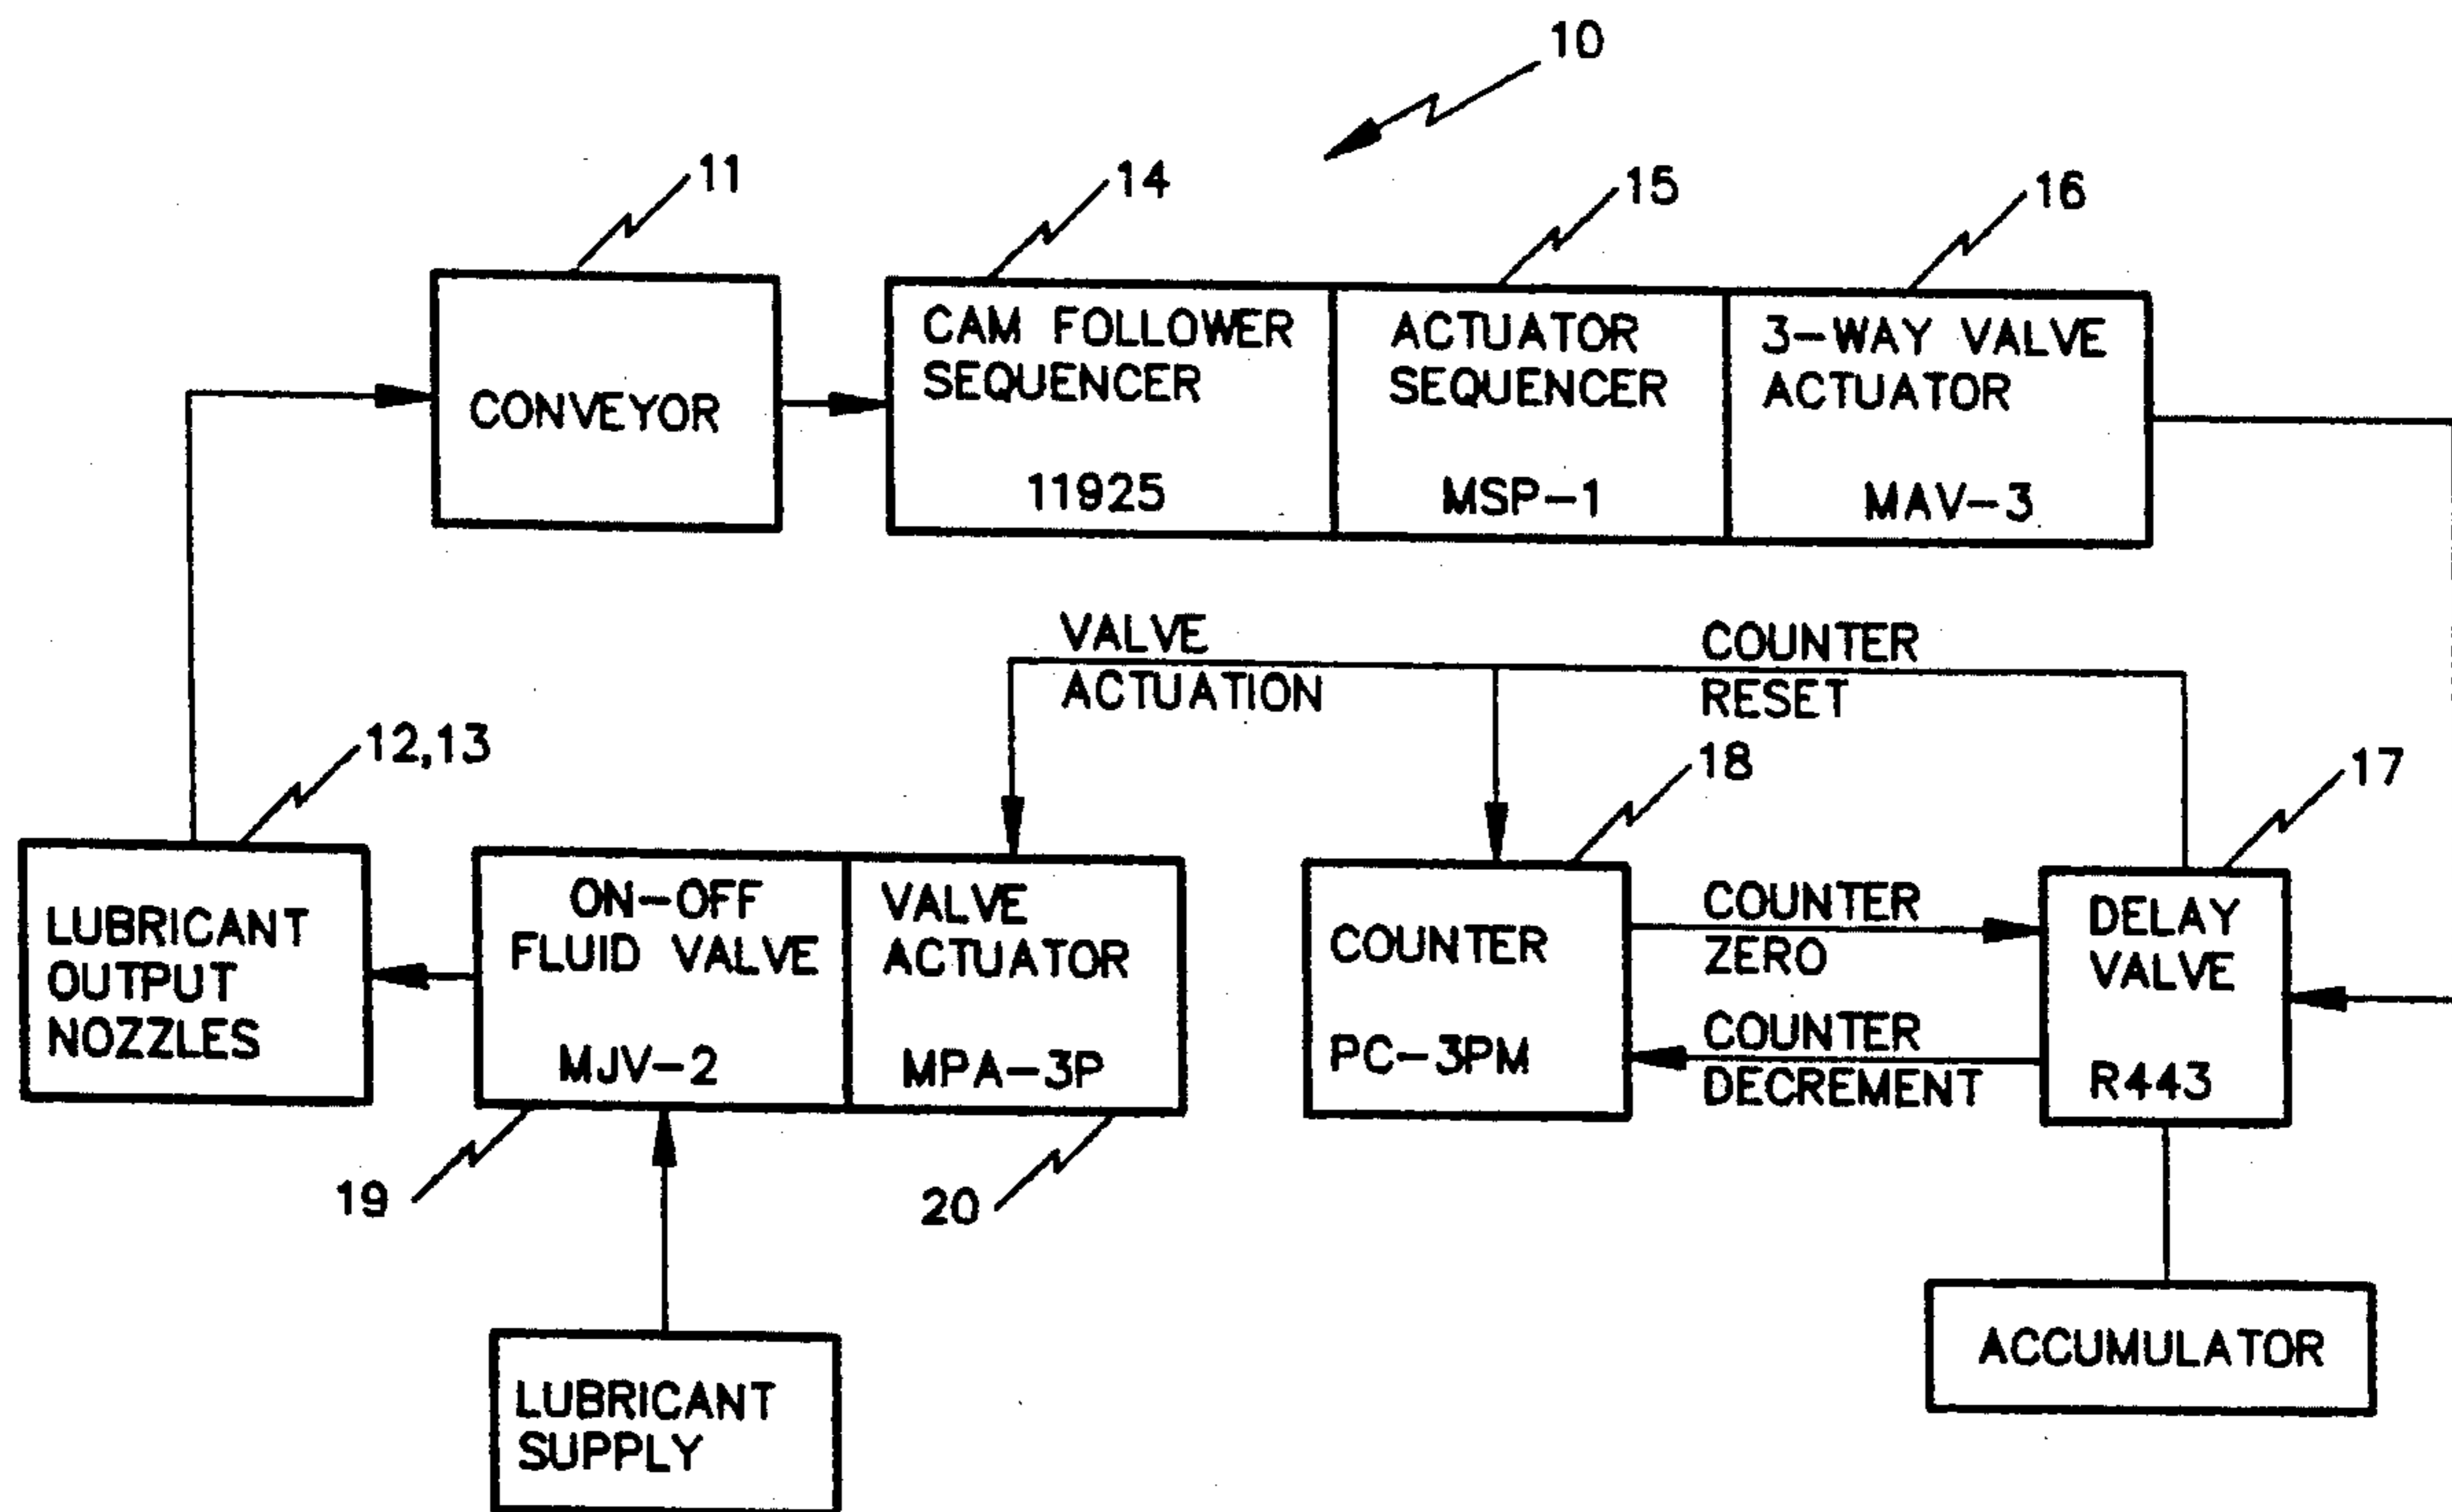 10
11
14
15
16
CONVEYOR
CAM FOLLOWER
SEQUENCER
11925
ACTUATOR
SEQUENCER
MSP-1
3-WAY VALVE
ACTUATOR
MAV-3
VALVE
ACTUATION
COUNTER
RESET
12,13
18
17
LUBRICANT
OUTPUT
NOZZLES
ON-OFF
FLUID VALVE
MJV-2
VALVE
ACTUATOR
MPA-3P
COUNTER
PC-3PM
COUNTER
ZERO
COUNTER
DECREMENT
DELAY
VALVE
R443
19
20
LUBRICANT
SUPPLY
ACCUMULATOR